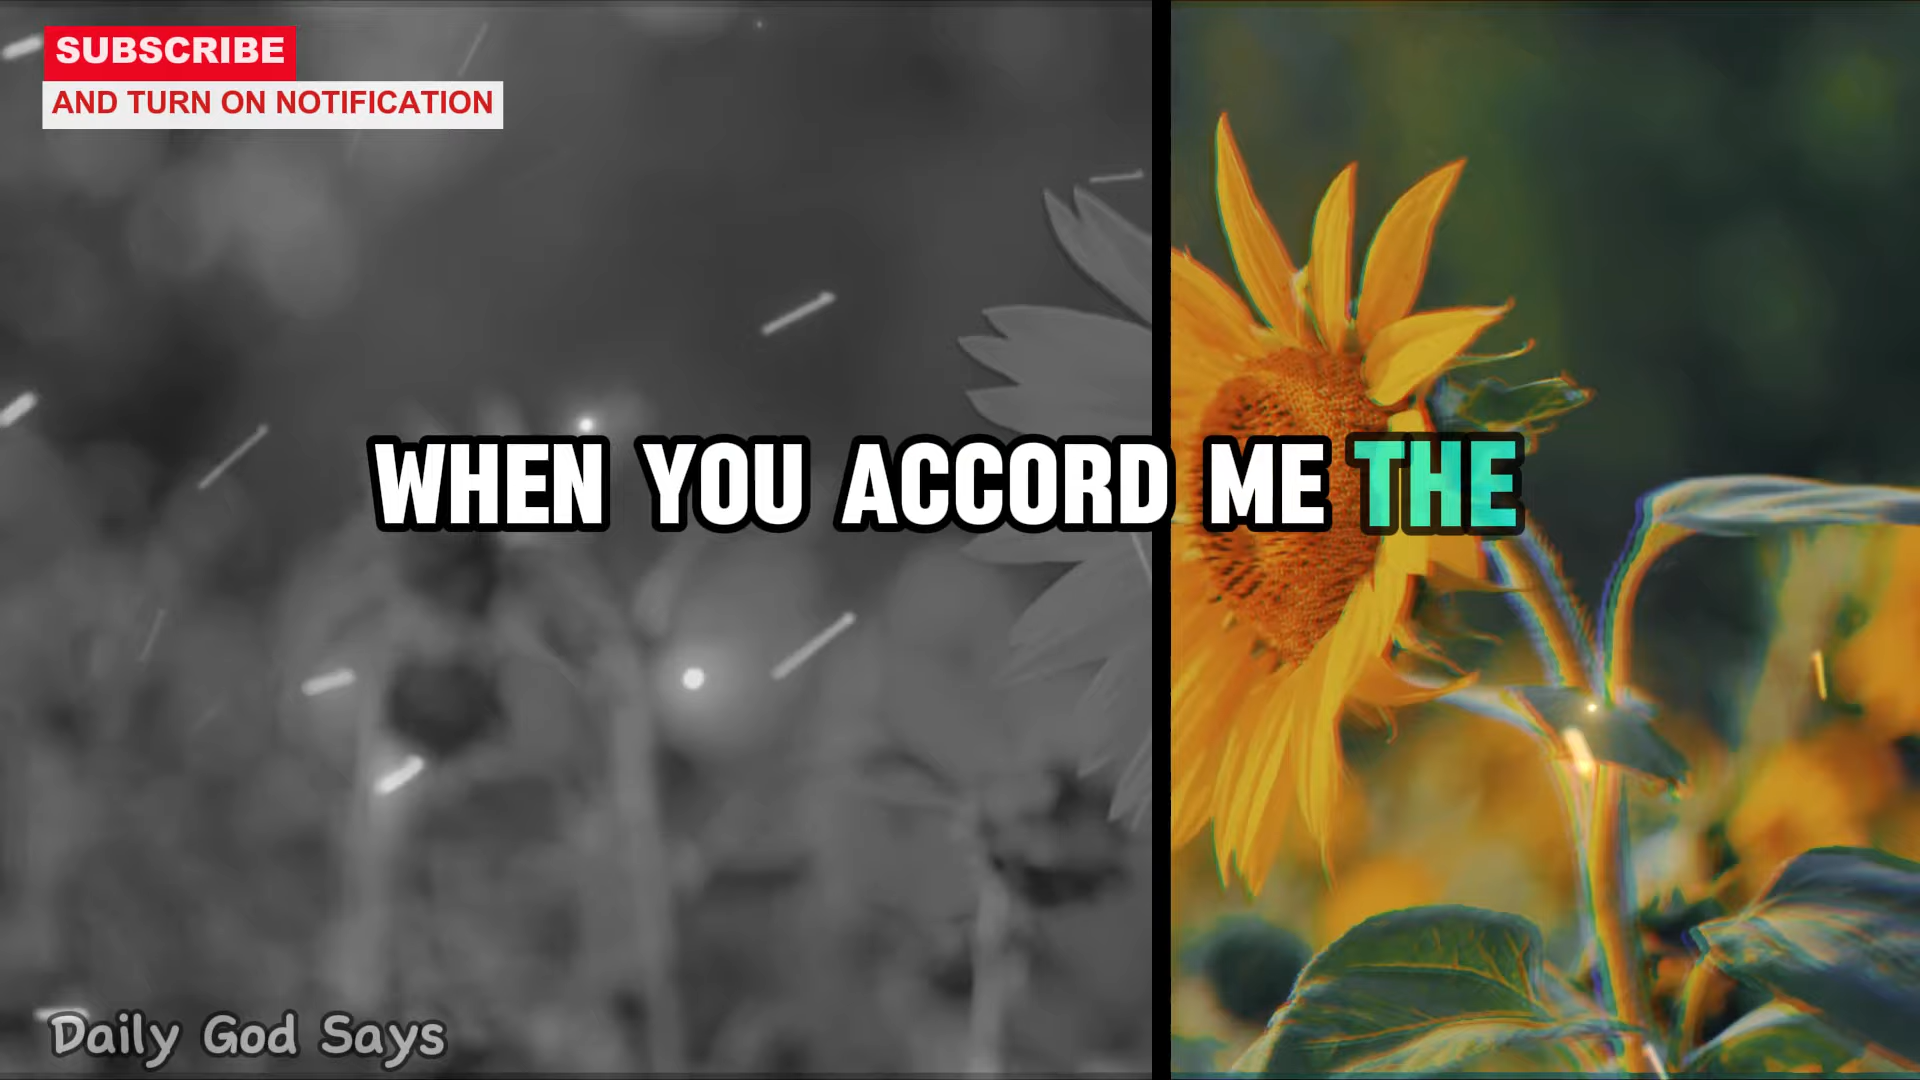 SUBSCRIBE
AND TURN ON NOTIFICATION
WHEN YOU ACCORD ME THE
Daily God Says